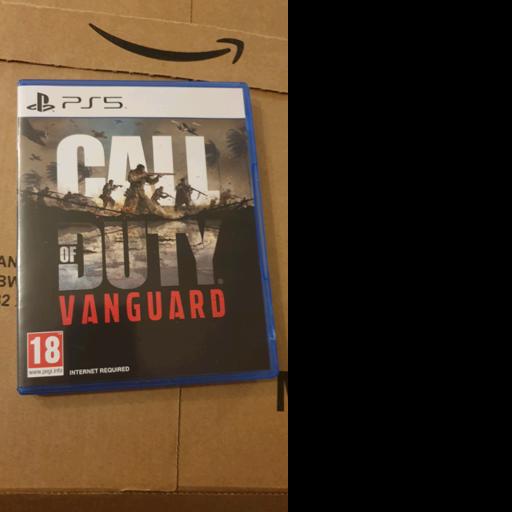 PS5
CALL
OF DUTY
VANGUARD
18
www.pegi.info
INTERNET REQUIRED